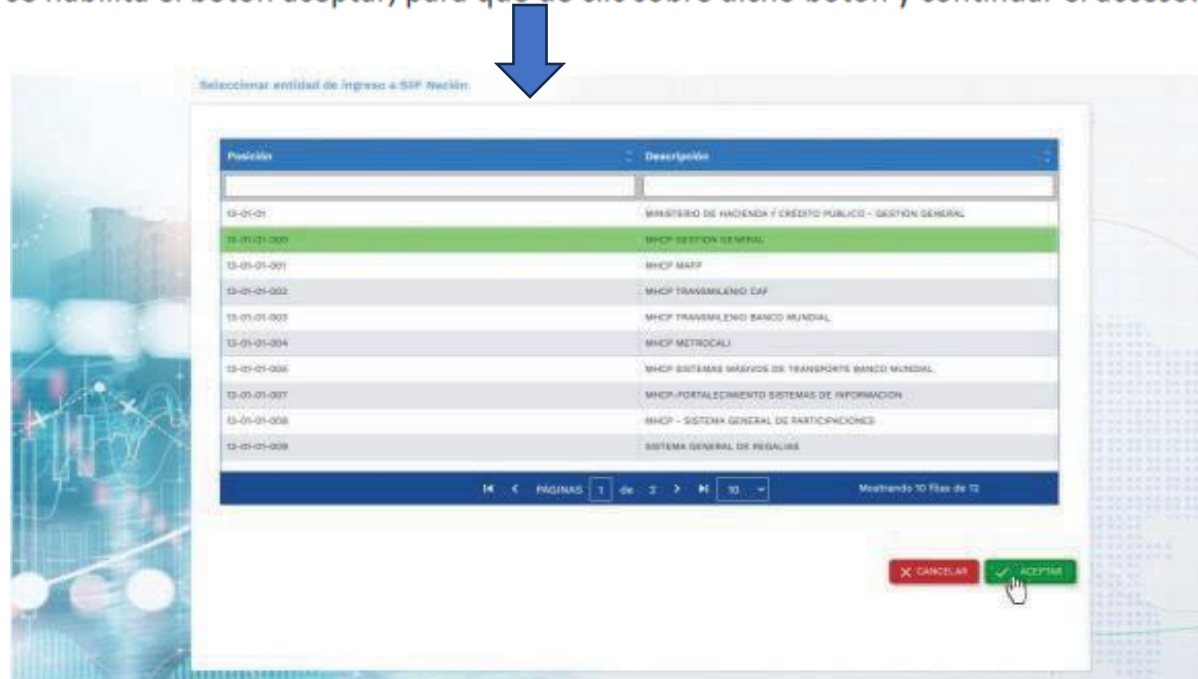 se habilita el botón aceptar, para que de clic sobre dicho botón y continuar el acceso.
Seleccionar entidad de ingreso a SIIF Nación
Posición Descripción
13-01-01 MINISTERIO DE HACIENDA Y CRÉDITO PUBLICO - GESTIÓN GENERAL
13-01-01-000 MHCP GESTION GENERAL
13-01-01-001 MHCP MAFP
13-01-01-002 MHCP TRANSMILENIO CAF
13-01-01-003 MHCP TRANSMILENIO BANCO MUNDIAL
13-01-01-004 MHCP METROCALI
MHCP SISTEMAS MASIVOS DE TRANSPORTE BANCO MUNDIAL
13-01-01-007 MHCP-FORTALECIMIENTO SISTEMAS DE INFORMACION
13-01-01-008 MHCP - SISTEMA GENERAL DE PARTICIPACIONES
13-01-01-009 SISTEMA GENERAL DE REGALIAS
PÁGINAS 1 de 2 10 Mostrando 10 filas de 12
CANCELAR ACEPTAR